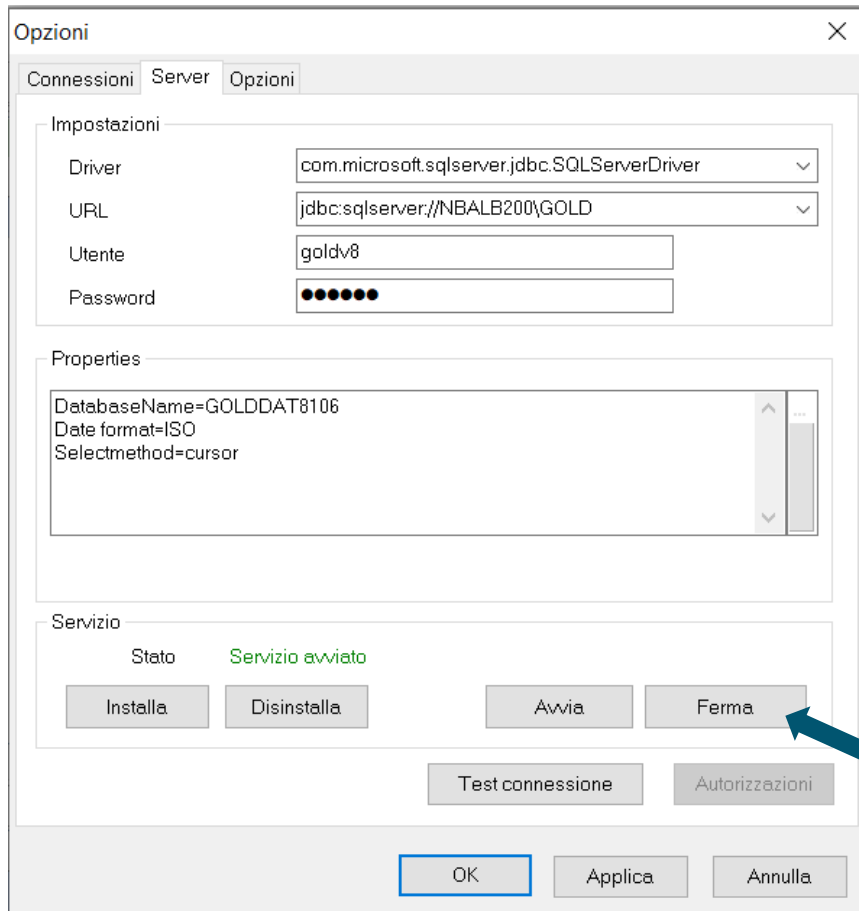 Opzioni
Connessioni Server Opzioni
Impostazioni
Driver com.microsoft.sqlserver.jdbc.SQLServerDriver
URL jdbc:sqlserver://NBALB200\GOLD
Utente goldv8
Password ●●●●●●
Properties
DatabaseName=GOLDDAT8106
Date format=ISO
Selectmethod=cursor
...
Servizio
Stato Servizio avviato
Installa Disinstalla Avvia Ferma
Test connessione Autorizzazioni
OK Applica Annulla